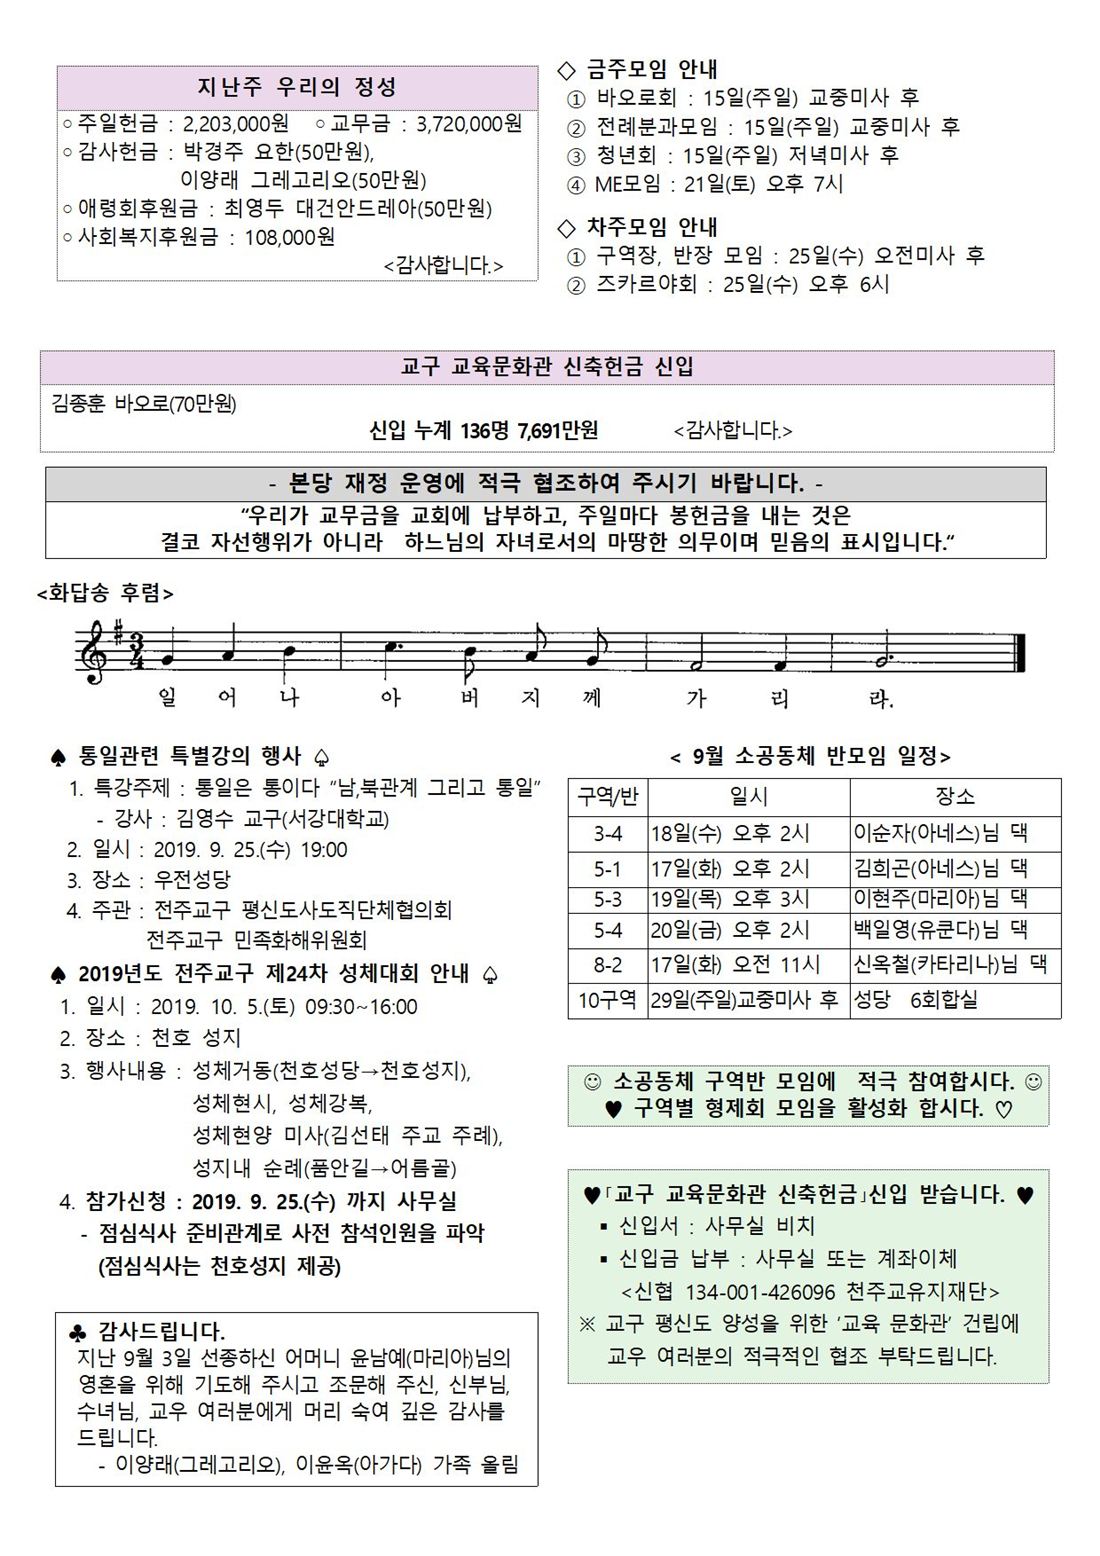 지난주 우리의 정성
○ 주일헌금 : 2,203,000원 ○ 교무금 : 3,720,000원
○ 감사헌금 : 박경주 요한(50만원),
이양래 그레고리오(50만원)
○ 애령회후원금 : 최영두 대건안드레아(50만원)
○ 사회복지후원금 : 108,000원
<감사합니다.>
◇ 금주모임 안내
① 바오로회 : 15일(주일) 교중미사 후
② 전례분과모임 : 15일(주일) 교중미사 후
③ 청년회 : 15일(주일) 저녁미사 후
④ ME모임 : 21일(토) 오후 7시
◇ 차주모임 안내
① 구역장, 반장 모임 : 25일(수) 오전미사 후
② 즈카르야회 : 25일(수) 오후 6시
교구 교육문화관 신축헌금 신입
김종훈 바오로(70만원)
신입 누계 136명 7,691만원 <감사합니다.>
- 본당 재정 운영에 적극 협조하여 주시기 바랍니다. -
“우리가 교무금을 교회에 납부하고, 주일마다 봉헌금을 내는 것은
결코 자선행위가 아니라 하느님의 자녀로서의 마땅한 의무이며 믿음의 표시입니다.“
<화답송 후렴>
3
4
일 어 나 아 버 지 께 가 리 라.
♠ 통일관련 특별강의 행사 ♤
1. 특강주제 : 통일은 통이다 “남,북관계 그리고 통일”
- 강사 : 김영수 교구(서강대학교)
2. 일시 : 2019. 9. 25.(수) 19:00
3. 장소 : 우전성당
4. 주관 : 전주교구 평신도사도직단체협의회
전주교구 민족화해위원회
♠ 2019년도 전주교구 제24차 성체대회 안내 ♤
1. 일시 : 2019. 10. 5.(토) 09:30~16:00
2. 장소 : 천호 성지
3. 행사내용 : 성체거동(천호성당→천호성지),
성체현시, 성체강복,
성체현양 미사(김선태 주교 주례),
성지내 순례(품안길→어름골)
4. 참가신청 : 2019. 9. 25.(수) 까지 사무실
- 점심식사 준비관계로 사전 참석인원을 파악
(점심식사는 천호성지 제공)
♣ 감사드립니다.
지난 9월 3일 선종하신 어머니 윤남예(마리아)님의
영혼을 위해 기도해 주시고 조문해 주신, 신부님,
수녀님, 교우 여러분에게 머리 숙여 깊은 감사를
드립니다.
- 이양래(그레고리오), 이윤옥(아가다) 가족 올림
< 9월 소공동체 반모임 일정>
구역/반 일시 장소
3-4 18일(수) 오후 2시 이순자(아네스)님 댁
5-1 17일(화) 오후 2시 김희곤(아네스)님 댁
5-3 19일(목) 오후 3시 이현주(마리아)님 댁
5-4 20일(금) 오후 2시 백일영(유쿤다)님 댁
8-2 17일(화) 오전 11시 신옥철(카타리나)님 댁
10구역 29일(주일)교중미사 후 성당 6회합실
☺ 소공동체 구역반 모임에 적극 참여합시다. ☺
♥ 구역별 형제회 모임을 활성화 합시다. ♡
♥「교구 교육문화관 신축헌금」신입 받습니다. ♥
▪ 신입서 : 사무실 비치
▪ 신입금 납부 : 사무실 또는 계좌이체
<신협 134-001-426096 천주교유지재단>
※ 교구 평신도 양성을 위한 ‘교육 문화관’ 건립에
교우 여러분의 적극적인 협조 부탁드립니다.